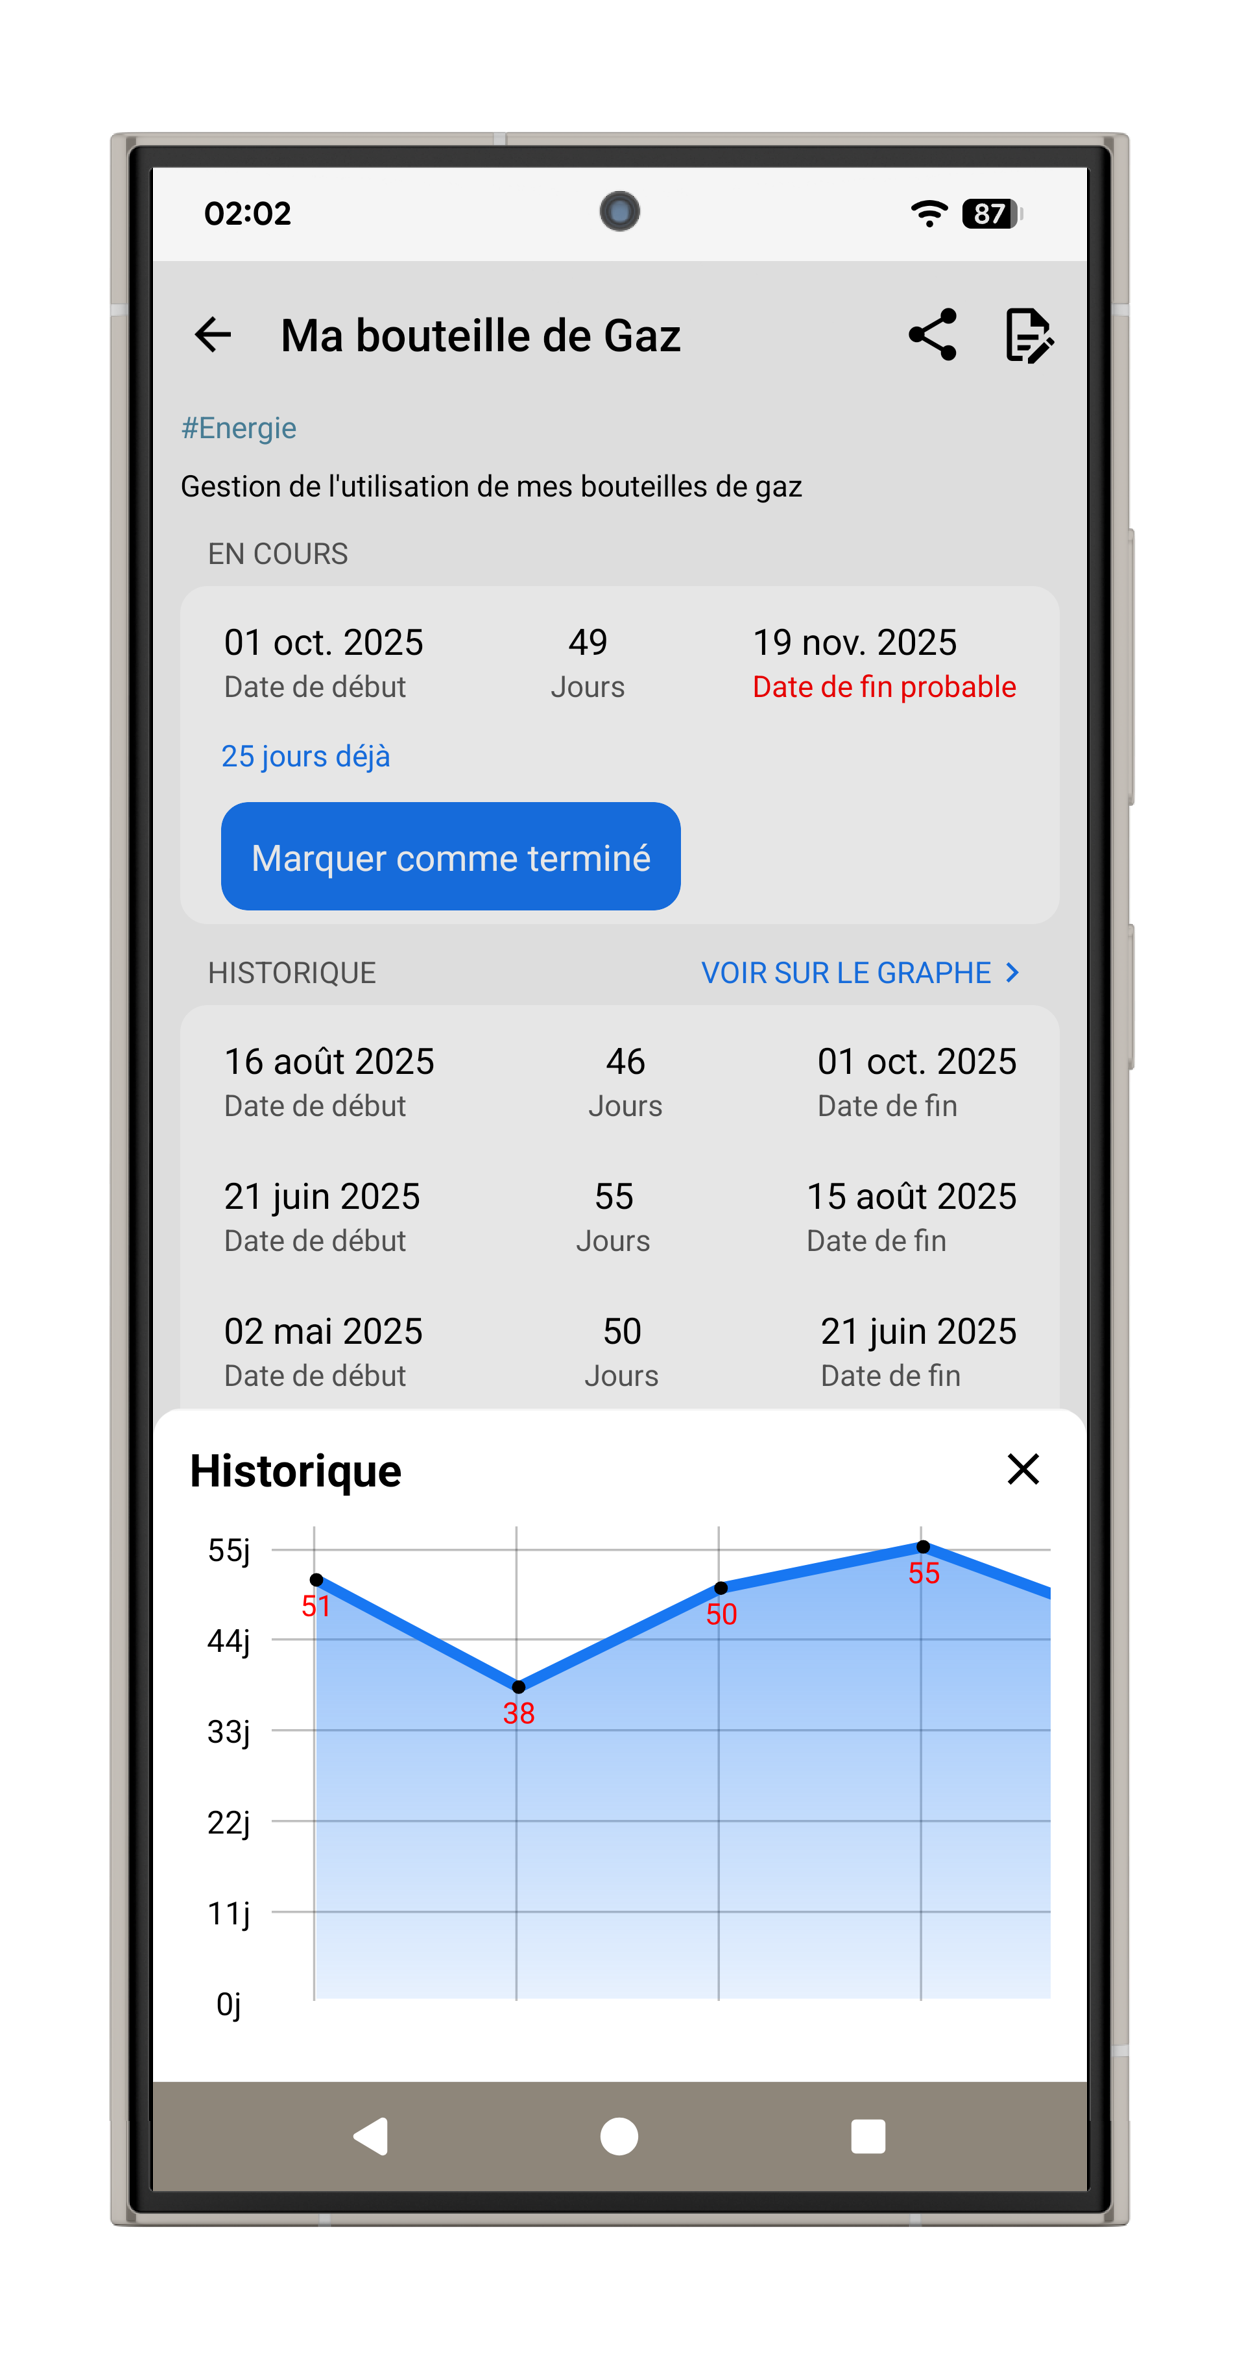 02:02
87
Ma bouteille de Gaz
#Energie
Gestion de l'utilisation de mes bouteilles de gaz
EN COURS
01 oct. 2025 49 19 nov. 2025
Date de début Jours Date de fin probable
25 jours déjà
Marquer comme terminé
HISTORIQUE VOIR SUR LE GRAPHE
16 août 2025 46 01 oct. 2025
Date de début Jours Date de fin
21 juin 2025 55 15 août 2025
Date de début Jours Date de fin
02 mai 2025 50 21 juin 2025
Date de début Jours Date de fin
Historique
55j
55
51
50
44j
38
33j
22j
11j
0j